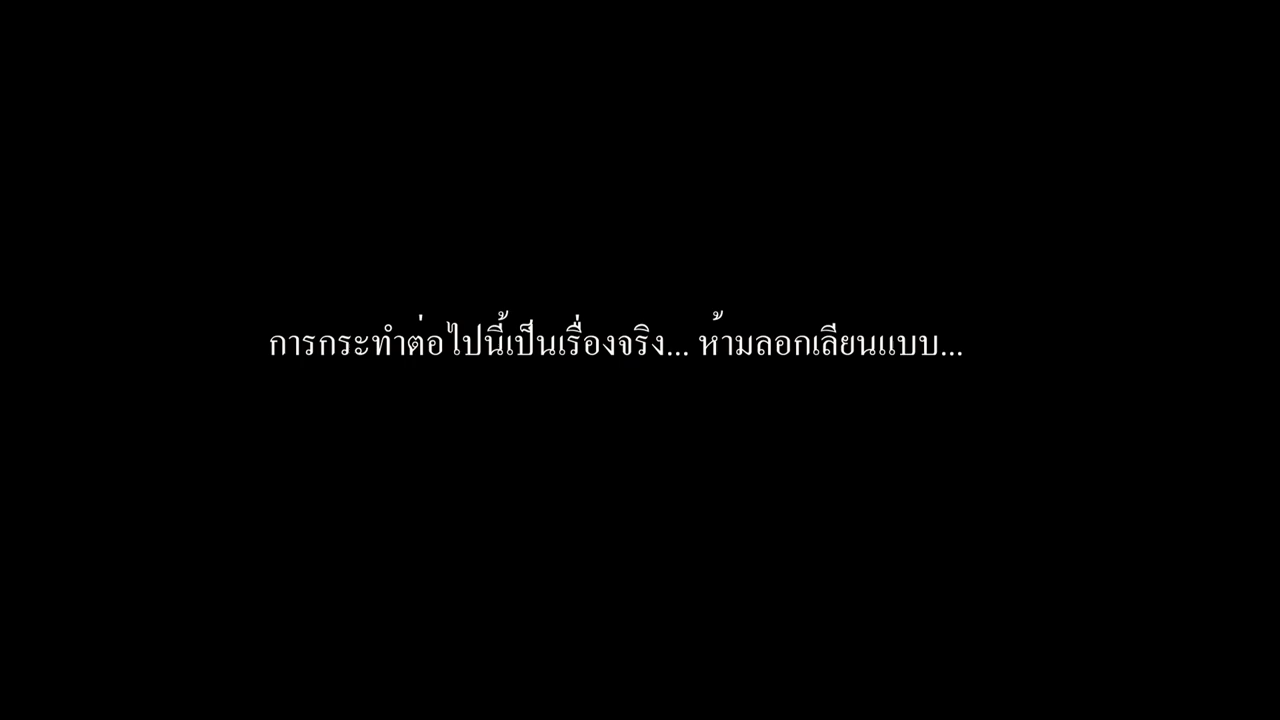 การกระทำต่อไปนี้เป็นเรื่องจริง... ห้ามลอกเลียนแบบ...